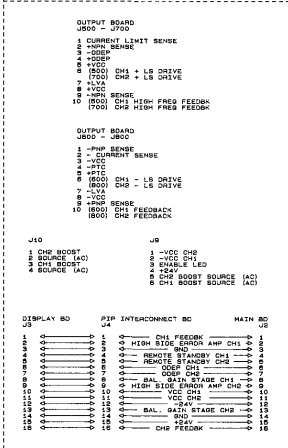 OUTPUT BOARD
J500 - J700
1 CURRENT LIMIT SENSE
2 +NPN SENSE
3 -ODEP
4 +ODEP
5 +VCC
6 (500) CH1 + LS DRIVE
(700) CH2 + LS DRIVE
7 +LVA
8 +VCC
9 -NPN SENSE
10 (500) CH1 HIGH FREQ FEEDBK
(700) CH2 HIGH FREQ FEEDBK
OUTPUT BOARD
J600 - J800
1 -PNP SENSE
2 - CURRENT SENSE
3 -VCC
4 -PTC
5 +PTC
6 (600) CH1 - LS DRIVE
(800) CH2 - LS DRIVE
7 -LVA
8 -VCC
9 +PNP SENSE
10 (600) CH1 FEEDBACK
(800) CH2 FEEDBACK
J10
1 CH2 BOOST
2 SOURCE (AC)
3 CH1 BOOST
4 SOURCE (AC)
J9
1 -VCC CH2
2 -VCC CH1
3 ENABLE LED
4 +24V
5 CH2 BOOST SOURCE (AC)
6 CH1 BOOST SOURCE (AC)
DISPLAY BD PIP INTERCONNECT BD MAIN BD
J3 J4 J2
1 1 CH1 FEEDBK 1
2 2 HIGH SIDE ERROR AMP CH1 2
3 3 GND 3
4 4 REMOTE STANDBY CH1 4
5 5 REMOTE STANDBY CH2 5
6 6 ODEP CH1 6
7 7 ODEP CH2 7
8 8 BAL. GAIN STAGE CH1 8
9 9 HIGH SIDE ERROR AMP CH2 9
10 10 VCC CH1 10
11 11 VCC CH2 11
12 12 -24V 12
13 13 BAL. GAIN STAGE CH2 13
14 14 GND 14
15 15 +24V 15
16 16 CH2 FEEDBK 16